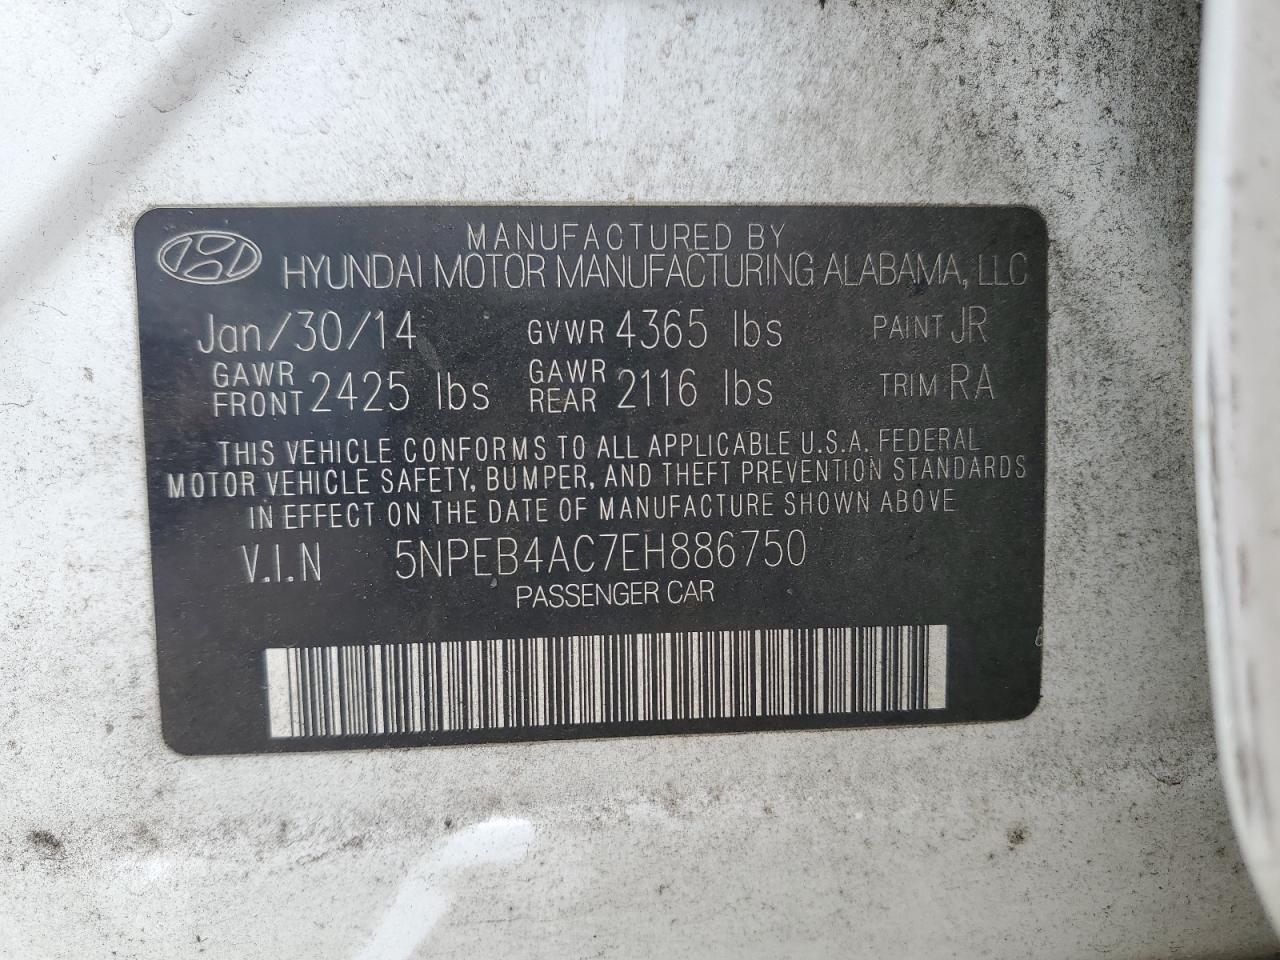 MANUFACTURED BY
HYUNDAI MOTOR MANUFACTURING ALABAMA, LLC
Jan/30/14 GVWR 4365 lbs PAINT JR
GAWR FRONT 2425 lbs GAWR REAR 2116 lbs TRIM RA
THIS VEHICLE CONFORMS TO ALL APPLICABLE U.S.A. FEDERAL
MOTOR VEHICLE SAFETY, BUMPER, AND THEFT PREVENTION STANDARDS
IN EFFECT ON THE DATE OF MANUFACTURE SHOWN ABOVE
V.I.N 5NPEB4AC7EH886750
PASSENGER CAR